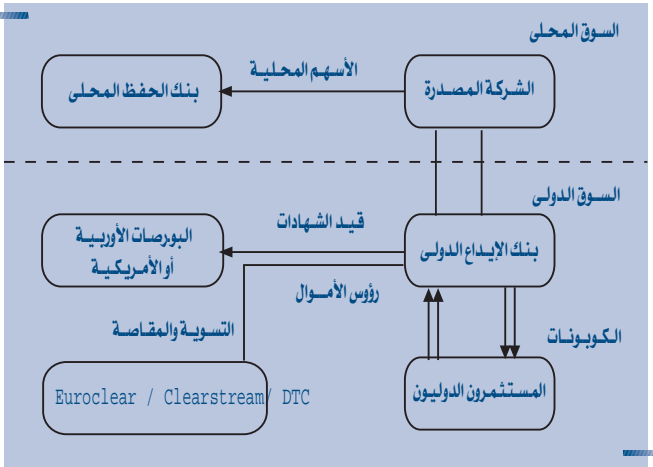 السوق المحلى
الشركة المصدرة
الأسهم المحلية
بنك الحفظ المحلى
السوق الدولى
بنك الإيداع الدولى
قيد الشهادات
البورصات الأوربية
أو الأمريكية
رؤوس الأموال
التسوية والمقاصة
الكوبونات
المستثمرون الدوليون
Euroclear / Clearstream/ DTC